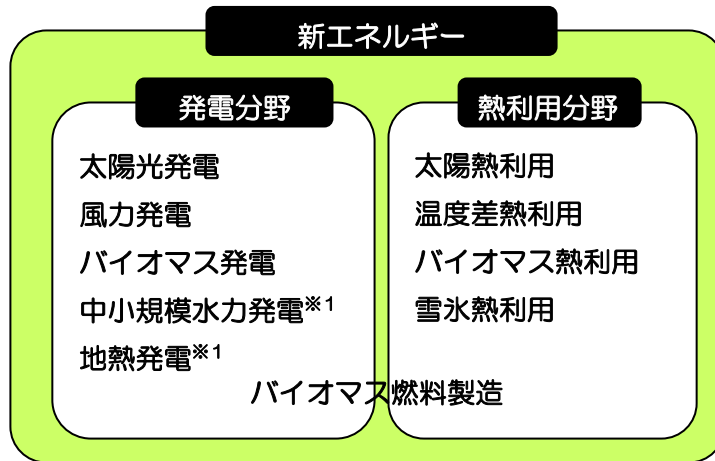 新エネルギー
発電分野
太陽光発電
風力発電
バイオマス発電
中小規模水力発電※1
地熱発電※1
熱利用分野
太陽熱利用
温度差熱利用
バイオマス熱利用
雪氷熱利用
バイオマス燃料製造